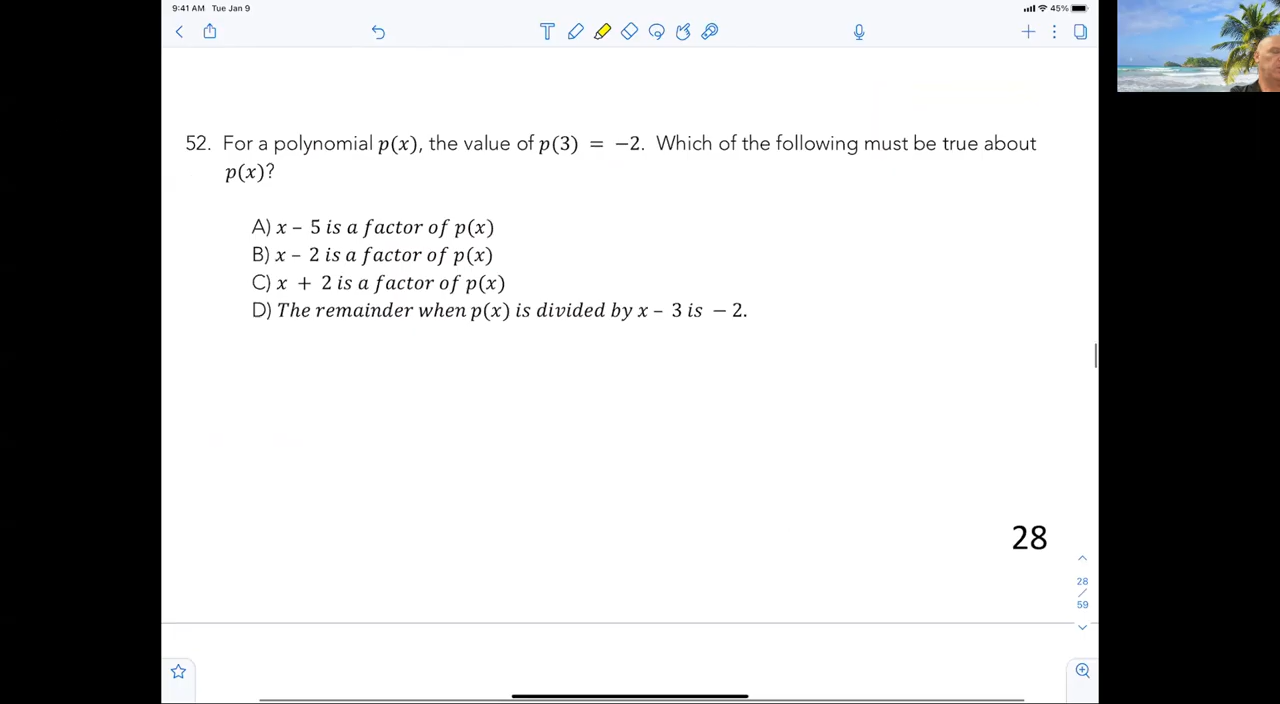 9:41 AM Tue Jan 9
45%
52. For a polynomial p(x), the value of p(3) = −2. Which of the following must be true about
p(x)?
A) x – 5 is a factor of p(x)
B) x – 2 is a factor of p(x)
C) x + 2 is a factor of p(x)
D) The remainder when p(x) is divided by x – 3 is − 2.
28
28
/
59